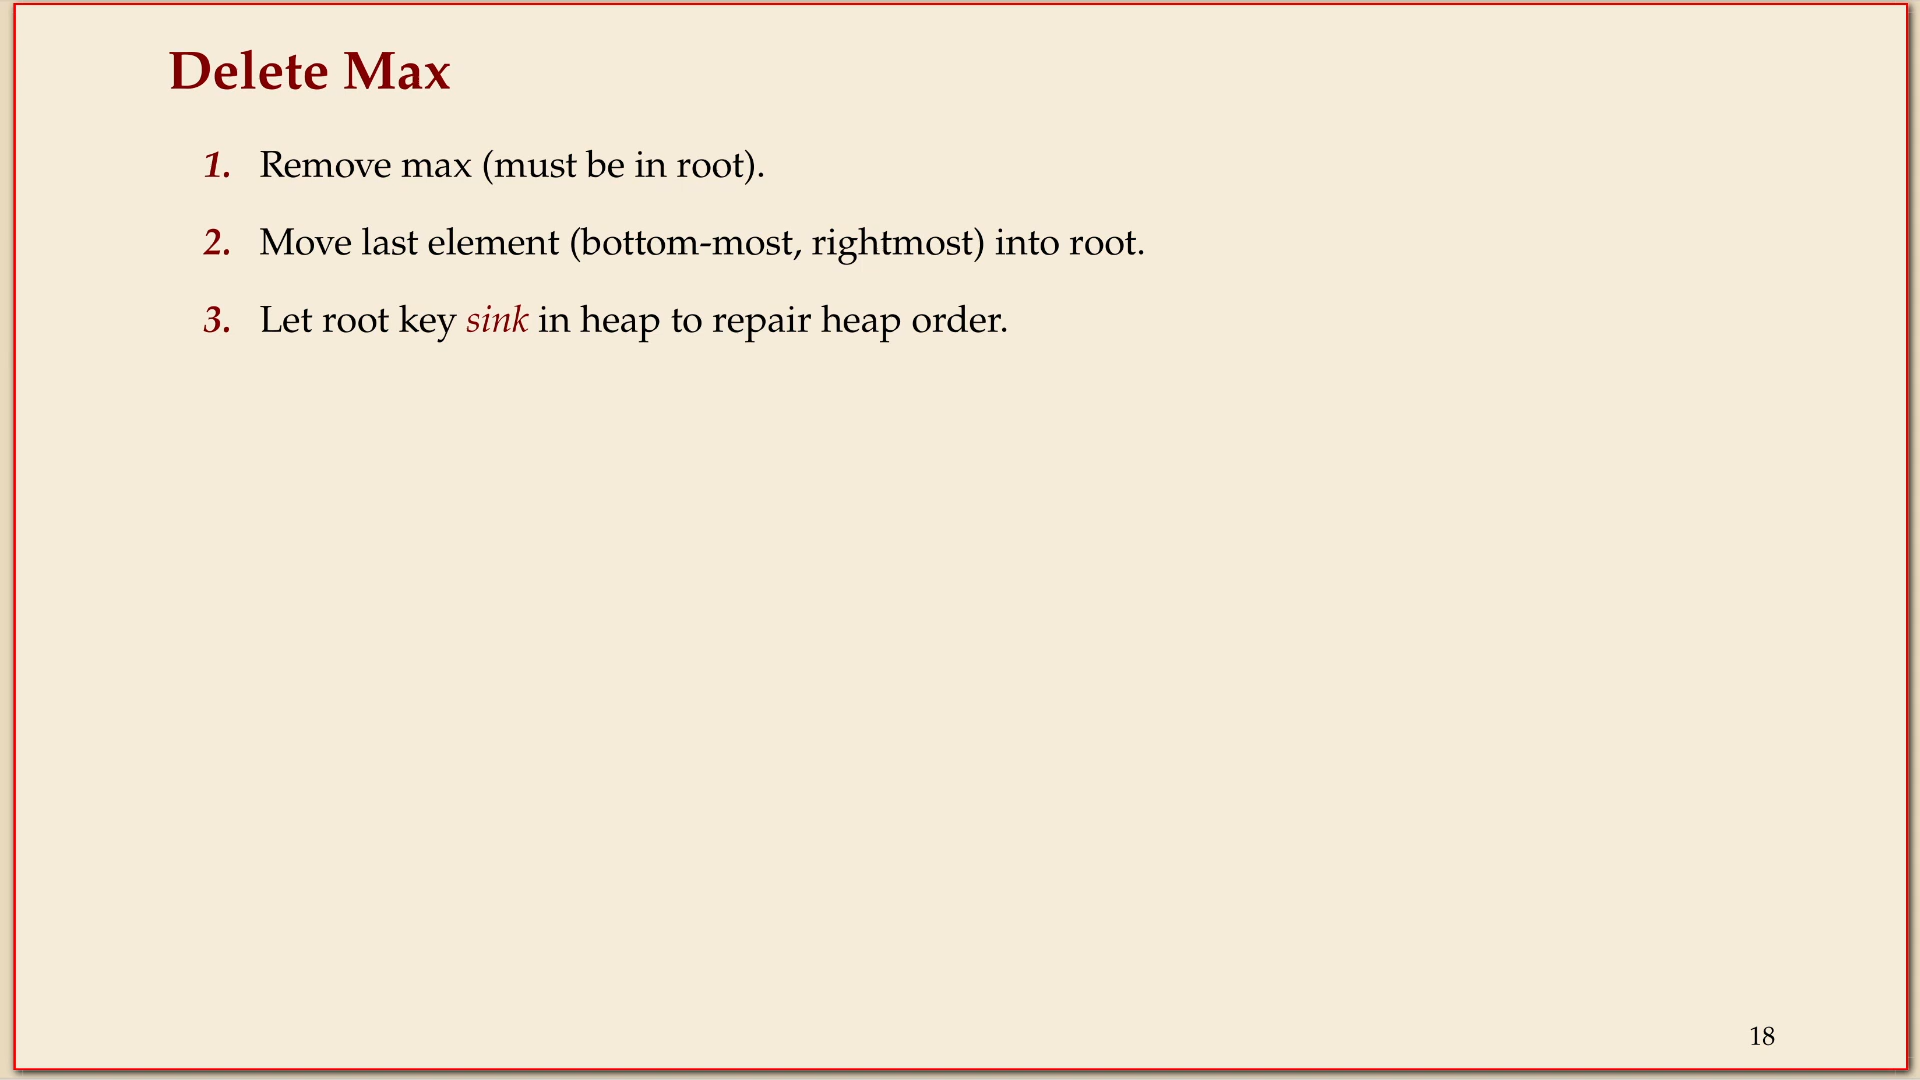 Delete Max
1. Remove max (must be in root).
2. Move last element (bottom-most, rightmost) into root.
3. Let root key sink in heap to repair heap order.
18